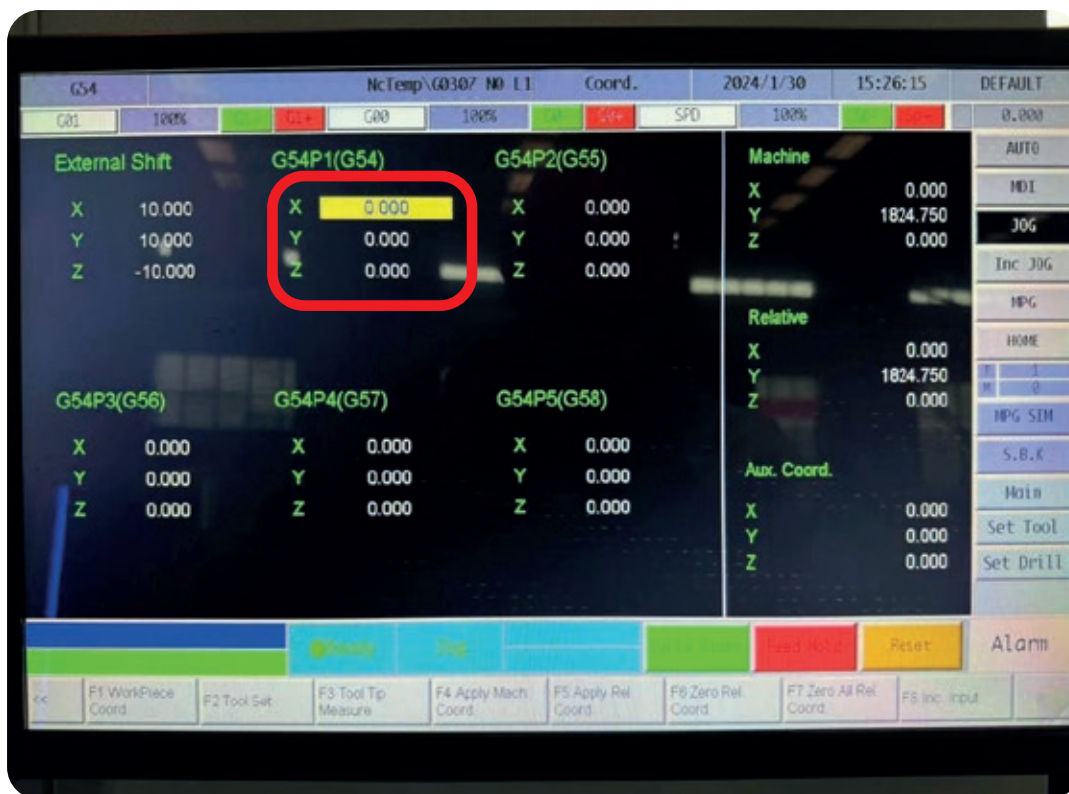 G54 NcTemp\G0307 N0 L1 Coord. 2024/1/30 15:26:15 DEFAULT
G01 100% G1+ G00 100% G0+ SPD 100% 0.000
External Shift G54P1(G54) G54P2(G55) Machine AUTO
X 10.000 X 0.000 X 0.000 X 0.000 MDI
Y 10.000 Y 0.000 Y 0.000 Y 1824.750 JOG
Z -10.000 Z 0.000 Z 0.000 Z 0.000 Inc JOG
MPG
Relative
X 0.000 HOME
Y 1824.750 T 1
G54P3(G56) G54P4(G57) G54P5(G58) Z 0.000 M 0
MPG SIM
X 0.000 X 0.000 X 0.000 S.B.K
Y 0.000 Y 0.000 Y 0.000 Aux. Coord.
Z 0.000 Z 0.000 Z 0.000 X 0.000 Main
Y 0.000 Set Tool
Z 0.000 Set Drill
Ready Jog Feed Hold Reset Alarm
<< F1 WorkPiece Coord. F2 Tool Set F3 Tool Tip Measure F4 Apply Mach. Coord. F5 Apply Rel. Coord. F6 Zero Rel. Coord. F7 Zero All Rel. Coord. F8 Inc. Input